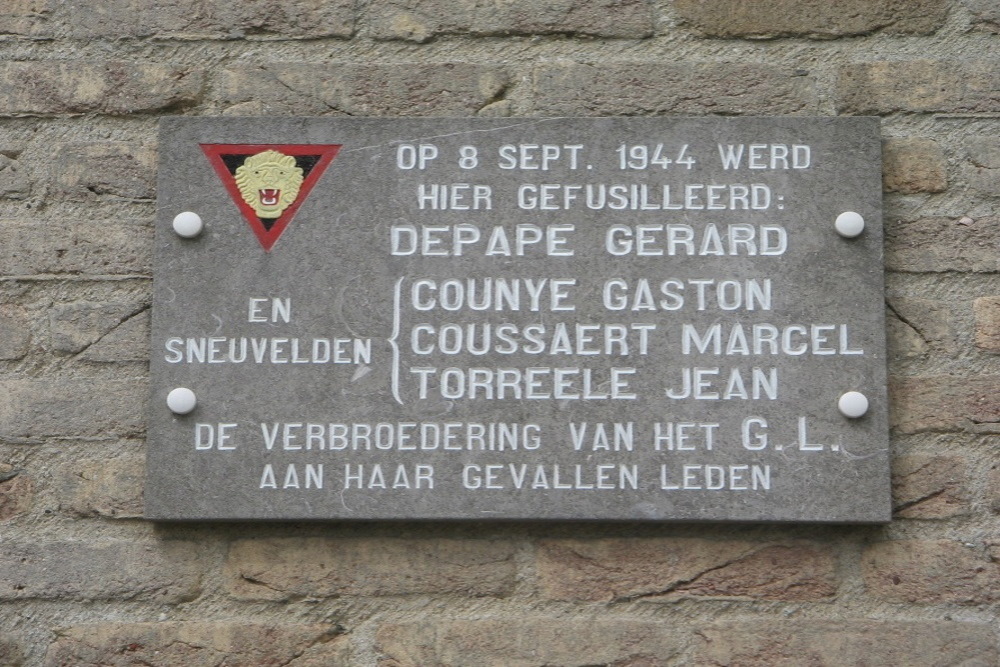 OP 8 SEPT. 1944 WERD
HIER GEFUSILLEERD:
DEPAPE GERARD
EN
SNEUVELDEN
COUNYE GASTON
COUSSAERT MARCEL
TORREELE JEAN
DE VERBROEDERING VAN HET G. L.
AAN HAAR GEVALLEN LEDEN